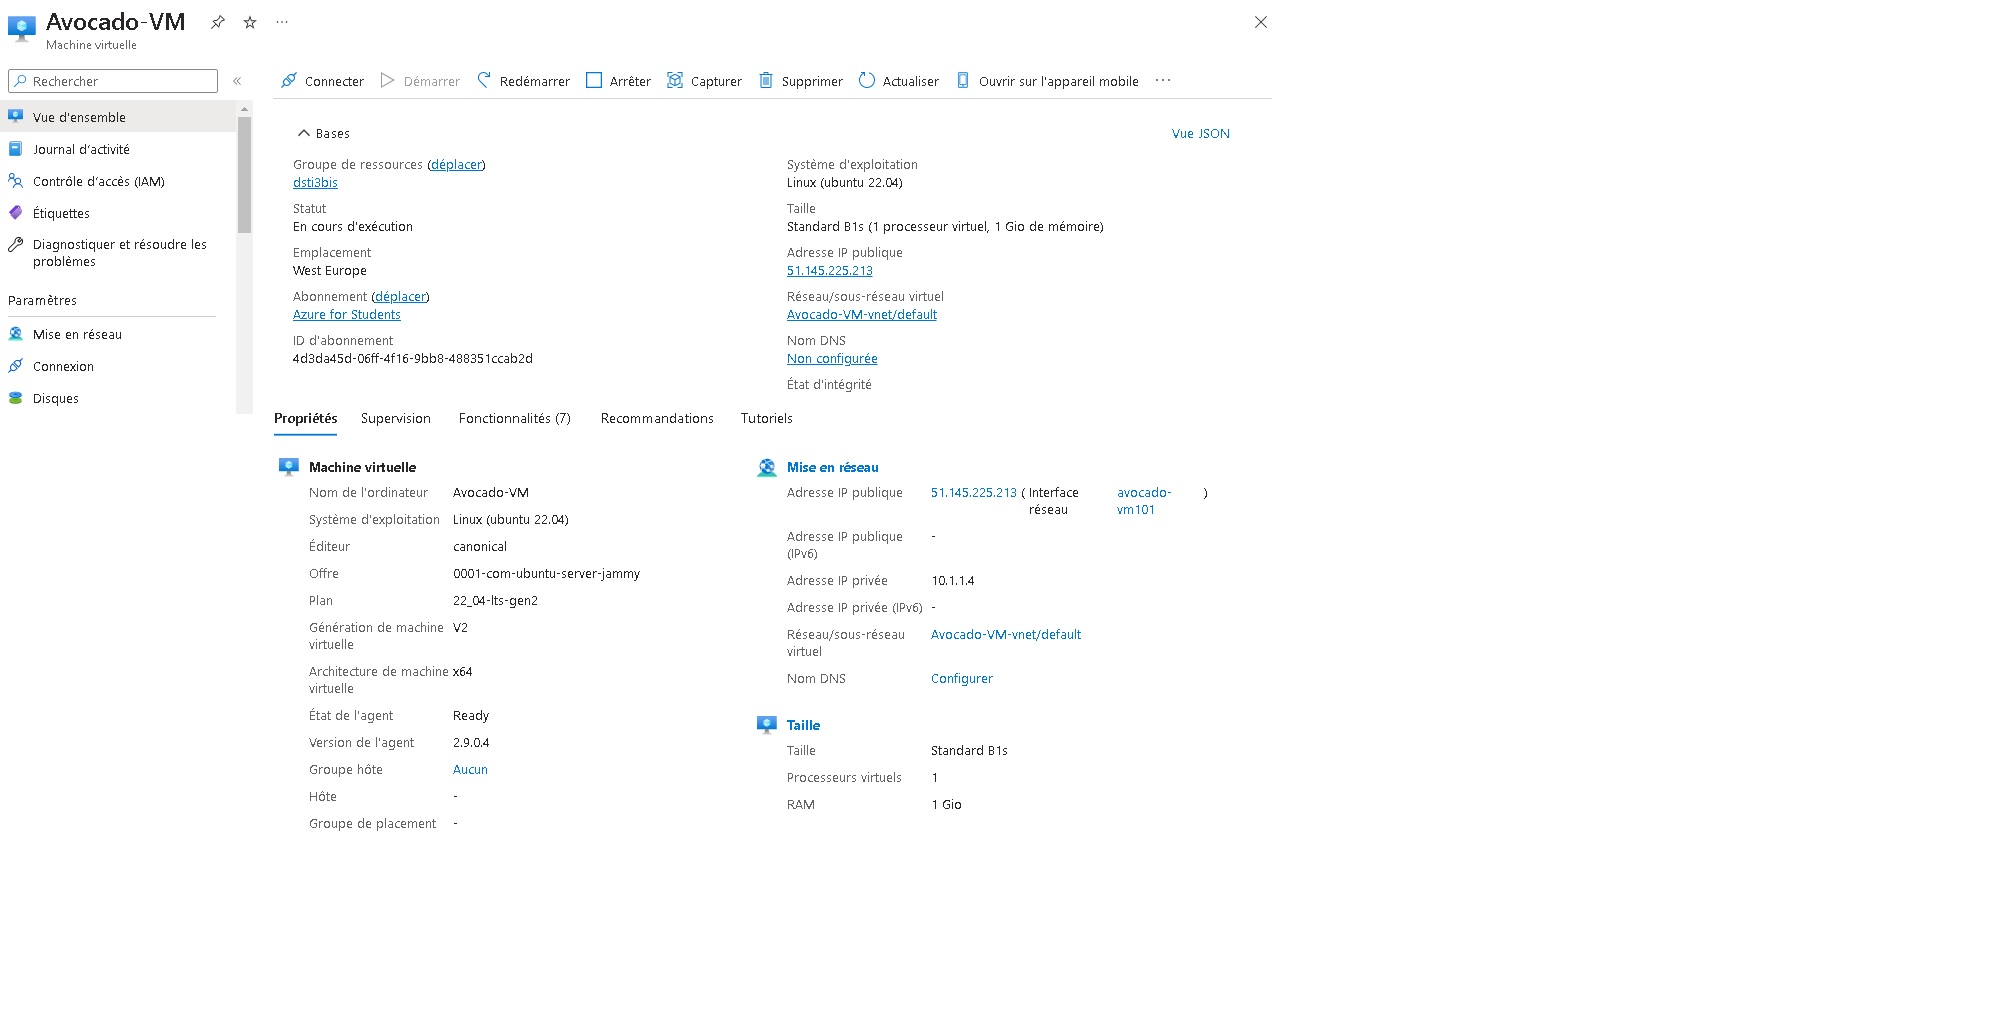 Avocado-VM
Machine virtuelle
Rechercher
Vue d'ensemble
Journal d'activité
Contrôle d'accès (IAM)
Étiquettes
Diagnostiquer et résoudre les
problèmes
Paramètres
Mise en réseau
Connexion
Disques
Connecter Démarrer Redémarrer Arrêter Capturer Supprimer Actualiser Ouvrir sur l'appareil mobile
Bases
Vue JSON
Groupe de ressources (déplacer)
dsti3bis
Statut
En cours d'exécution
Emplacement
West Europe
Abonnement (déplacer)
Azure for Students
ID d'abonnement
4d3da45d-06ff-4f16-9bb8-488351ccab2d
Système d'exploitation
Linux (ubuntu 22.04)
Taille
Standard B1s (1 processeur virtuel, 1 Gio de mémoire)
Adresse IP publique
51.145.225.213
Réseau/sous-réseau virtuel
Avocado-VM-vnet/default
Nom DNS
Non configurée
État d'intégrité
Propriétés Supervision Fonctionnalités (7) Recommandations Tutoriels
Machine virtuelle
Nom de l'ordinateur Avocado-VM
Système d'exploitation Linux (ubuntu 22.04)
Éditeur canonical
Offre 0001-com-ubuntu-server-jammy
Plan 22_04-lts-gen2
Génération de machine V2
virtuelle
Architecture de machine x64
virtuelle
État de l'agent Ready
Version de l'agent 2.9.0.4
Groupe hôte Aucun
Hôte -
Groupe de placement -
Mise en réseau
Adresse IP publique 51.145.225.213 ( Interface avocado- )
réseau vm101
Adresse IP publique -
(IPv6)
Adresse IP privée 10.1.1.4
Adresse IP privée (IPv6) -
Réseau/sous-réseau Avocado-VM-vnet/default
virtuel
Nom DNS Configurer
Taille
Taille Standard B1s
Processeurs virtuels 1
RAM 1 Gio